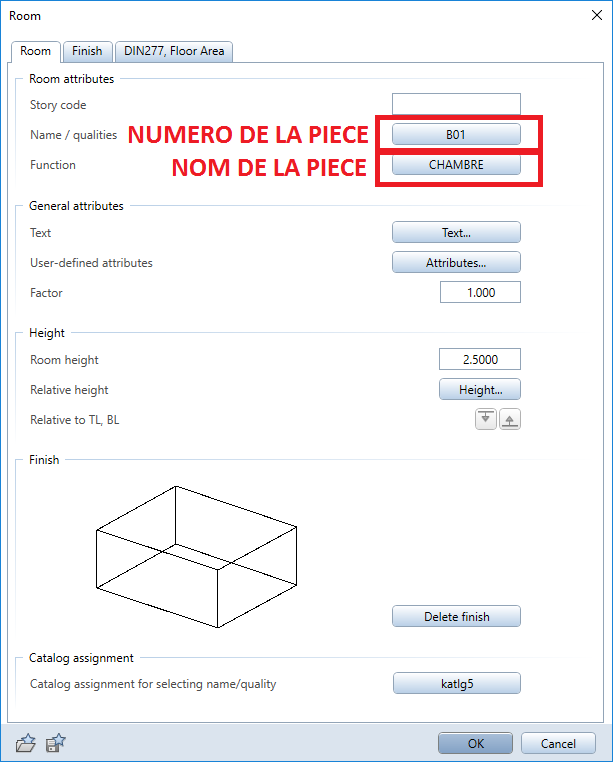 Room
Room Finish DIN277, Floor Area
Room attributes
Story code
Name / qualities NUMERO DE LA PIECE B01
Function NOM DE LA PIECE CHAMBRE
General attributes
Text Text...
User-defined attributes Attributes...
Factor 1.000
Height
Room height 2.5000
Relative height Height...
Relative to TL, BL
Finish
Delete finish
Catalog assignment
Catalog assignment for selecting name/quality katlg5
OK Cancel